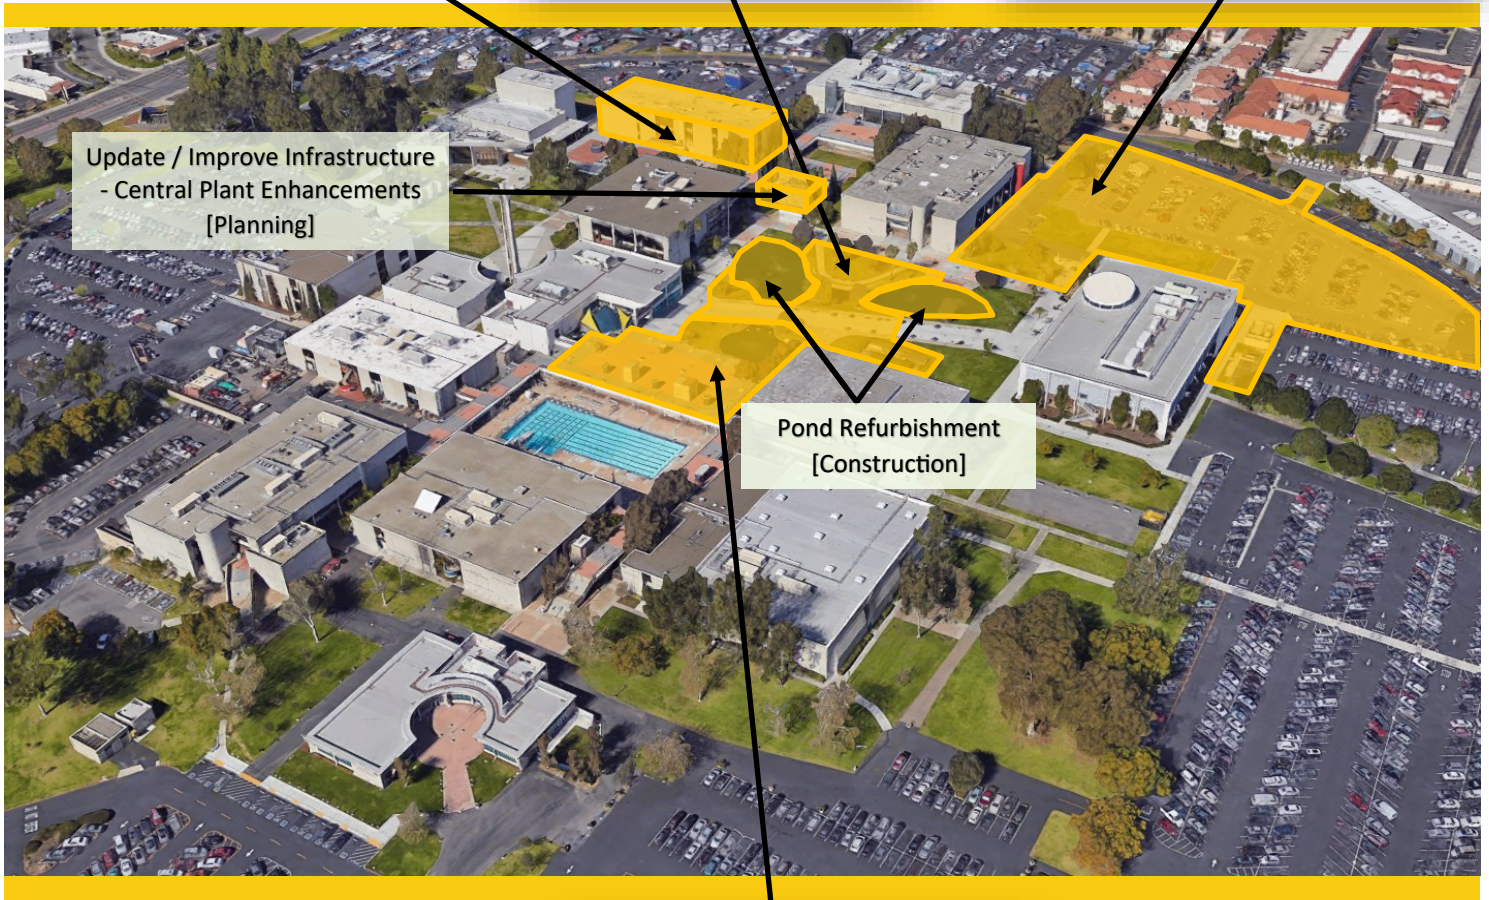 Update / Improve Infrastructure
- Central Plant Enhancements
[Planning]
Pond Refurbishment
[Construction]